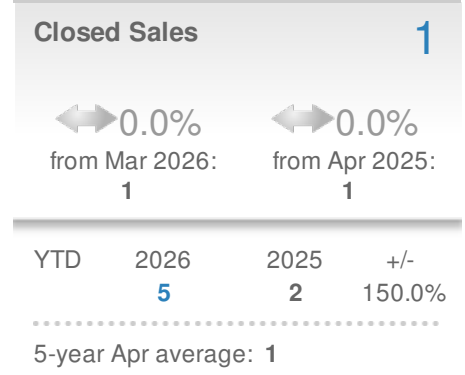 Closed Sales 1
0.0% 0.0%
from Mar 2026: from Apr 2025:
1 1
YTD 2026 2025 +/-
5 2 150.0%
5-year Apr average: 1